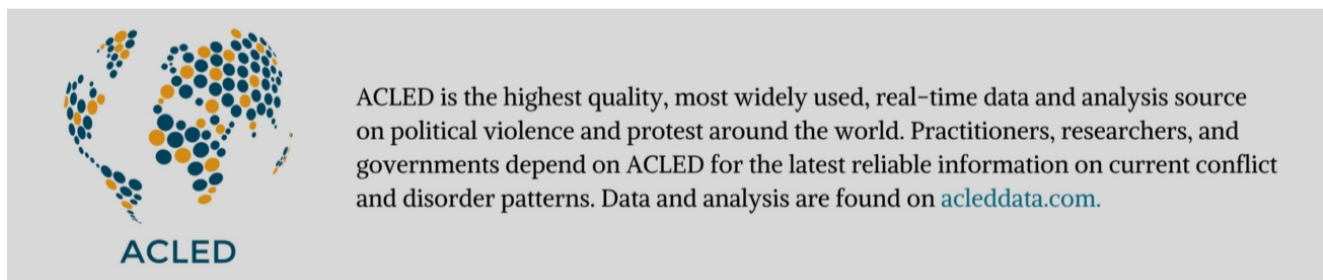 ACLED is the highest quality, most widely used, real-time data and analysis source
on political violence and protest around the world. Practitioners, researchers, and
governments depend on ACLED for the latest reliable information on current conflict
and disorder patterns. Data and analysis are found on acleddata.com.
ACLED